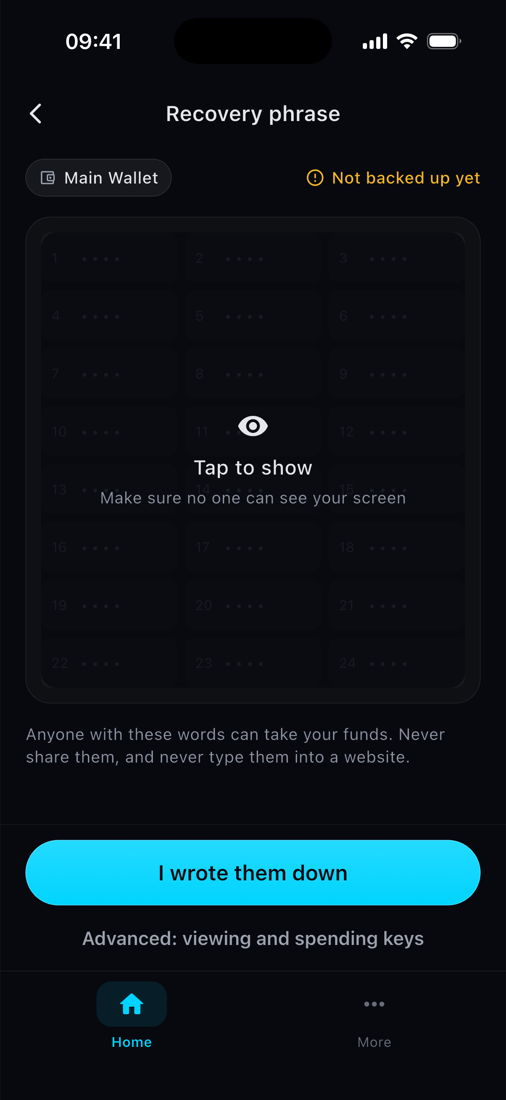 09:41
Recovery phrase
Main Wallet
Not backed up yet
1 •••• 2 •••• 3 ••••
4 •••• 5 •••• 6 ••••
7 •••• 8 •••• 9 ••••
10 •••• 11 12 ••••
Tap to show
13 •••• 14 •••• 15 ••••
Make sure no one can see your screen
16 •••• 17 •••• 18 ••••
19 •••• 20 •••• 21 ••••
22 •••• 23 •••• 24 ••••
Anyone with these words can take your funds. Never
share them, and never type them into a website.
I wrote them down
Advanced: viewing and spending keys
Home
More